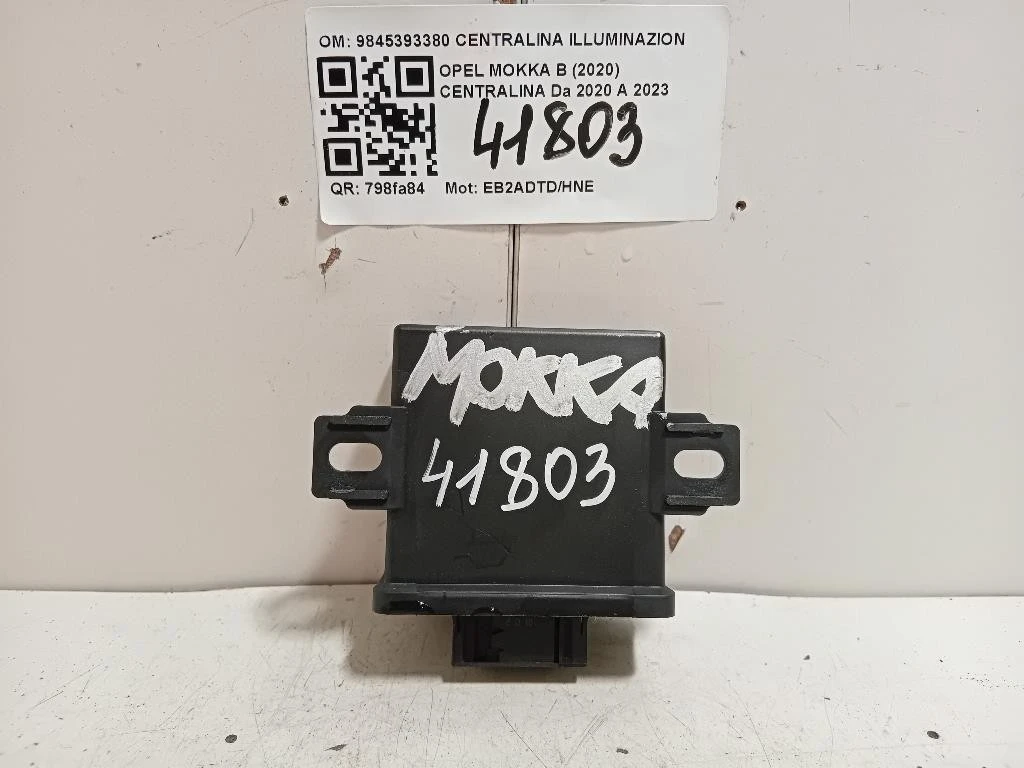 OM: 9845393380 CENTRALINA ILLUMINAZION
OPEL MOKKA B (2020)
CENTRALINA Da 2020 A 2023
41803
QR: 798fa84 Mot: EB2ADTD/HNE
MOKKA
41803